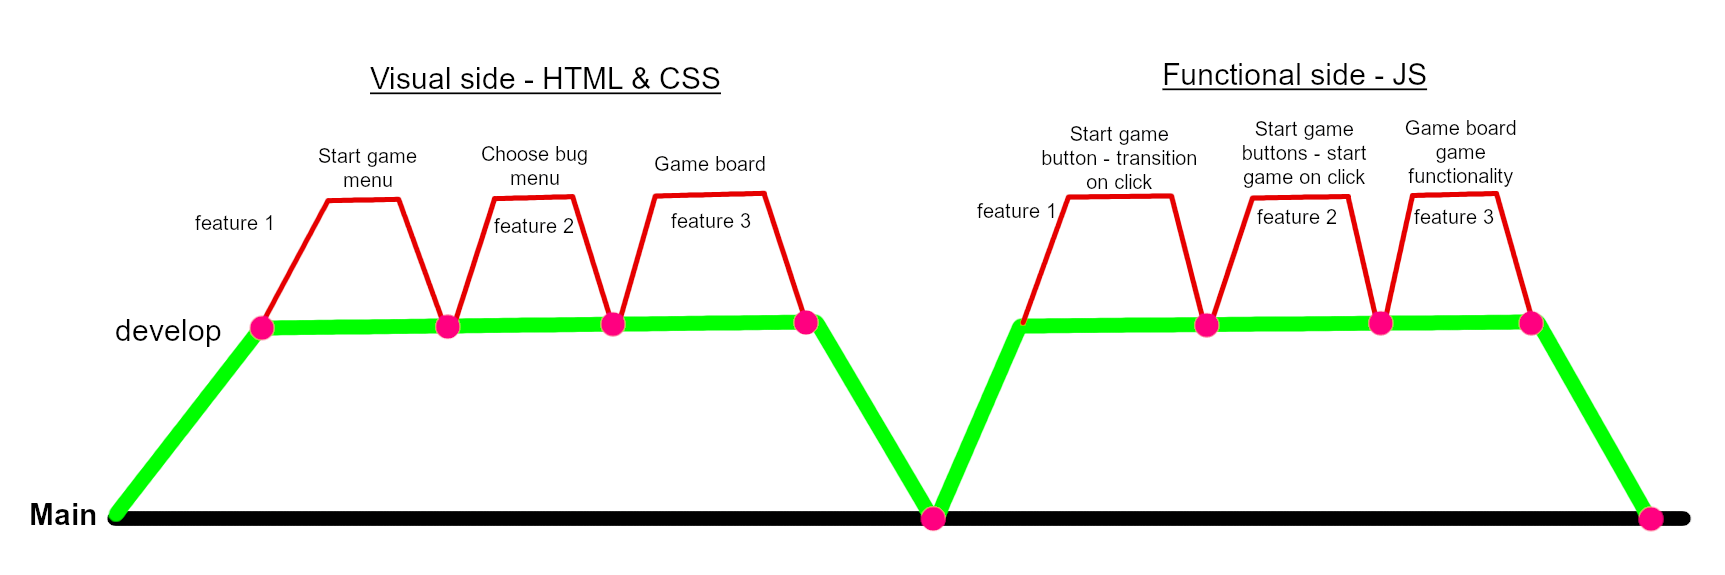 Visual side - HTML & CSS
Start game
menu
Choose bug
menu
Game board
feature 1
feature 2
feature 3
Functional side - JS
Start game
button - transition
on click
Start game
buttons - start
game on click
Game board
game
functionality
feature 1
feature 2
feature 3
develop
Main